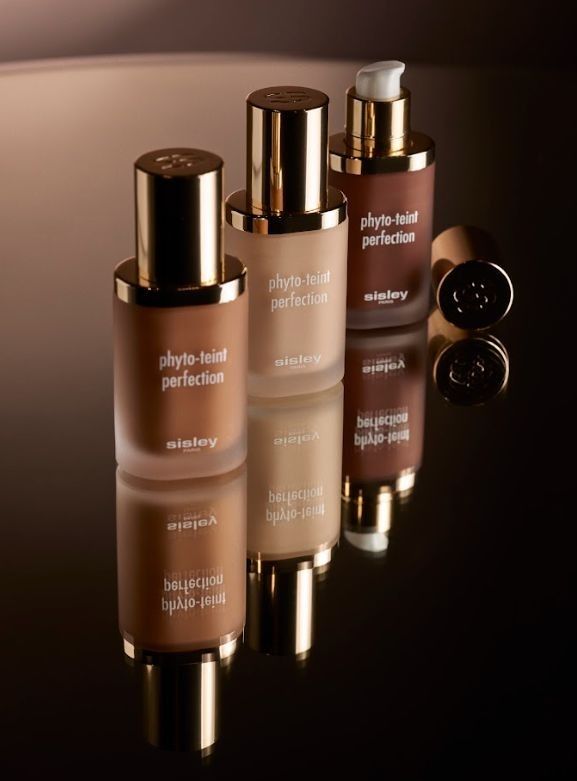 phyto-teint
perfection
sisley
PARIS
phyto-teint
perfection
sisley
PARIS
phyto-teint
perfection
sisley
PARIS